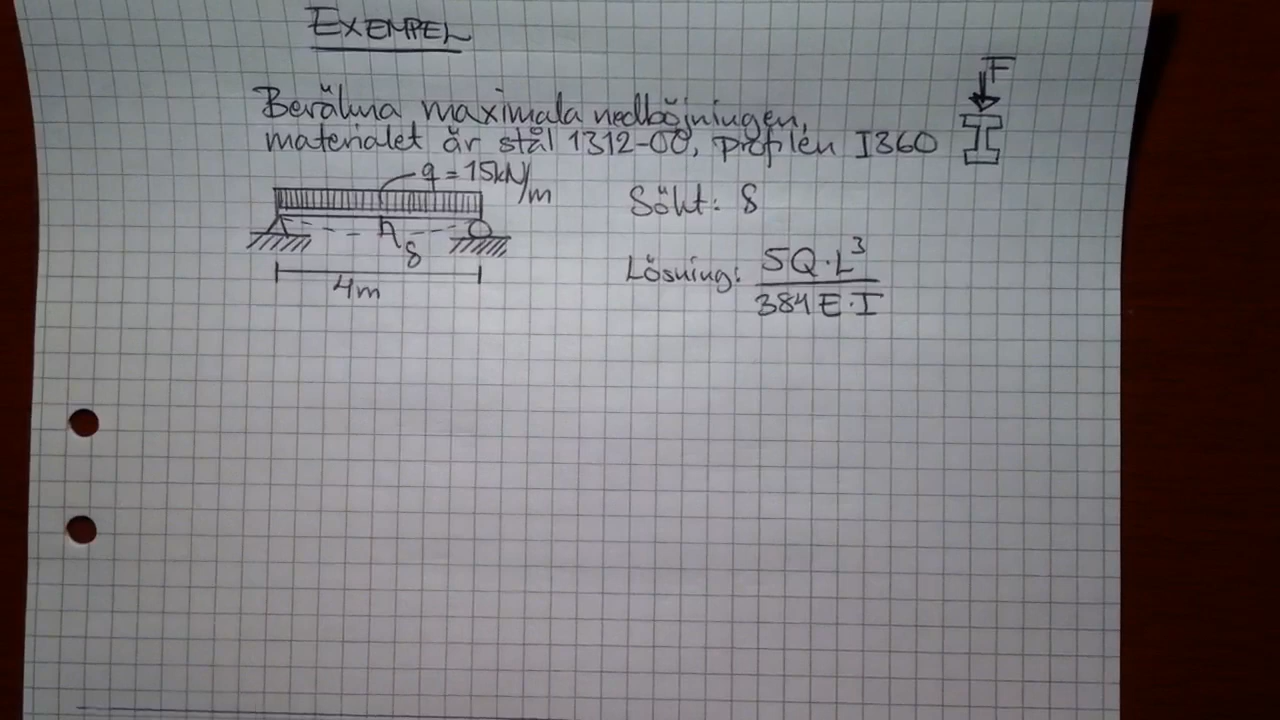 EXEMPEL
Beräkna maximala nedböjningen,
materialet är stål 1312-00, profilen I360
F
q = 15kN/m
δ
4m
Sökt: δ
Lösning: 5Q·L³
384E·I